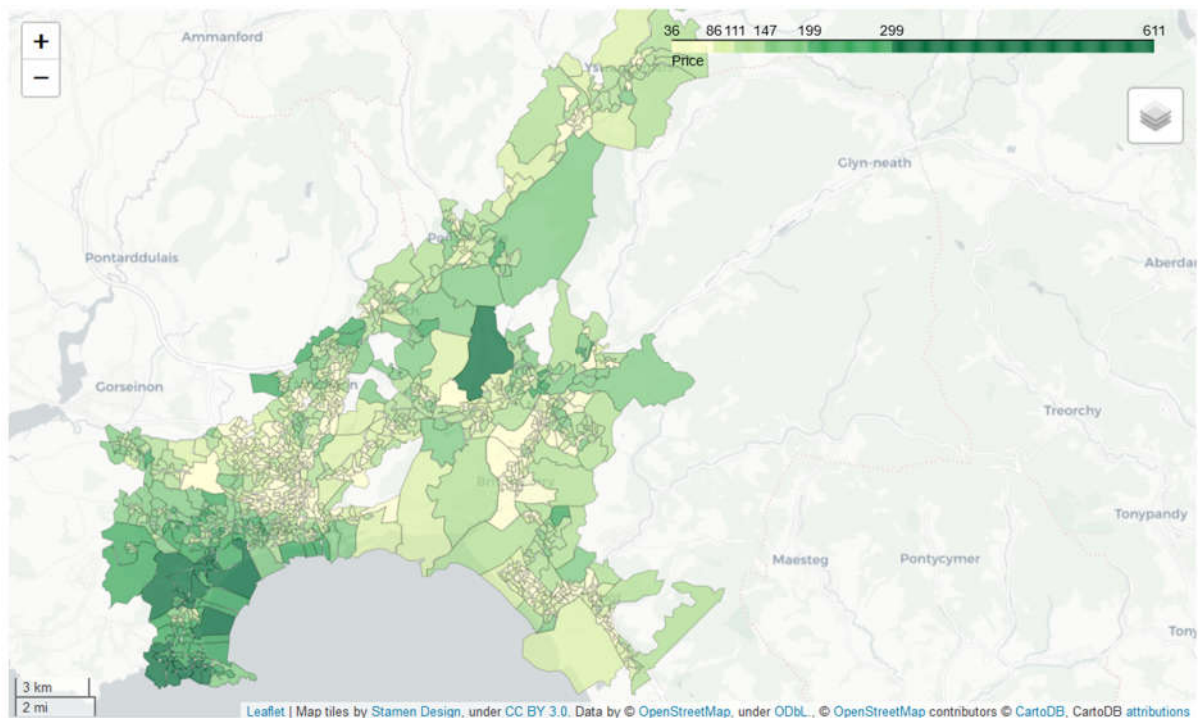 +
−
Ammanford
36 86 111 147 199 299 611
Price
Glyn-neath
Pontarddulais
Gorseinon
Treorchy
Tonypandy
Maesteg
Pontycymer
3 km
2 mi
Leaflet | Map tiles by Stamen Design, under CC BY 3.0. Data by © OpenStreetMap, under ODbL., © OpenStreetMap contributors © CartoDB, CartoDB attributions